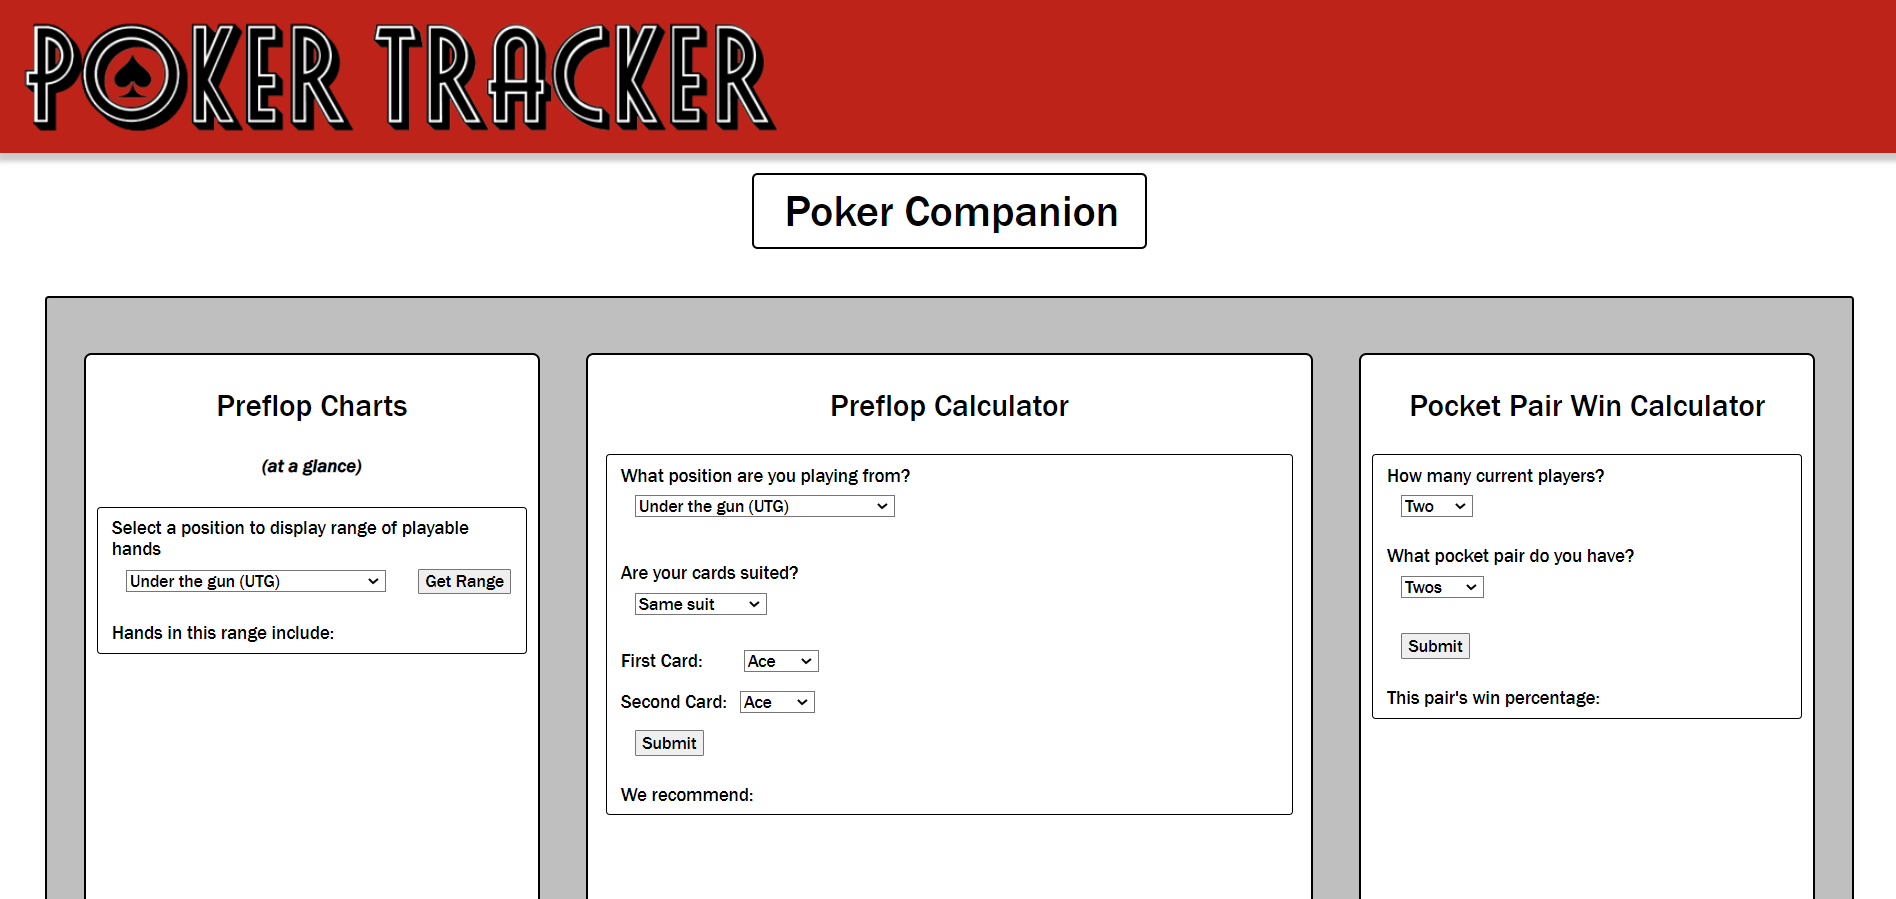 POKER TRACKER
Poker Companion
Preflop Charts
(at a glance)
Select a position to display range of playable
hands
Under the gun (UTG)
Get Range
Hands in this range include:
Preflop Calculator
What position are you playing from?
Under the gun (UTG)
Are your cards suited?
Same suit
First Card: Ace
Second Card: Ace
Submit
We recommend:
Pocket Pair Win Calculator
How many current players?
Two
What pocket pair do you have?
Twos
Submit
This pair's win percentage: